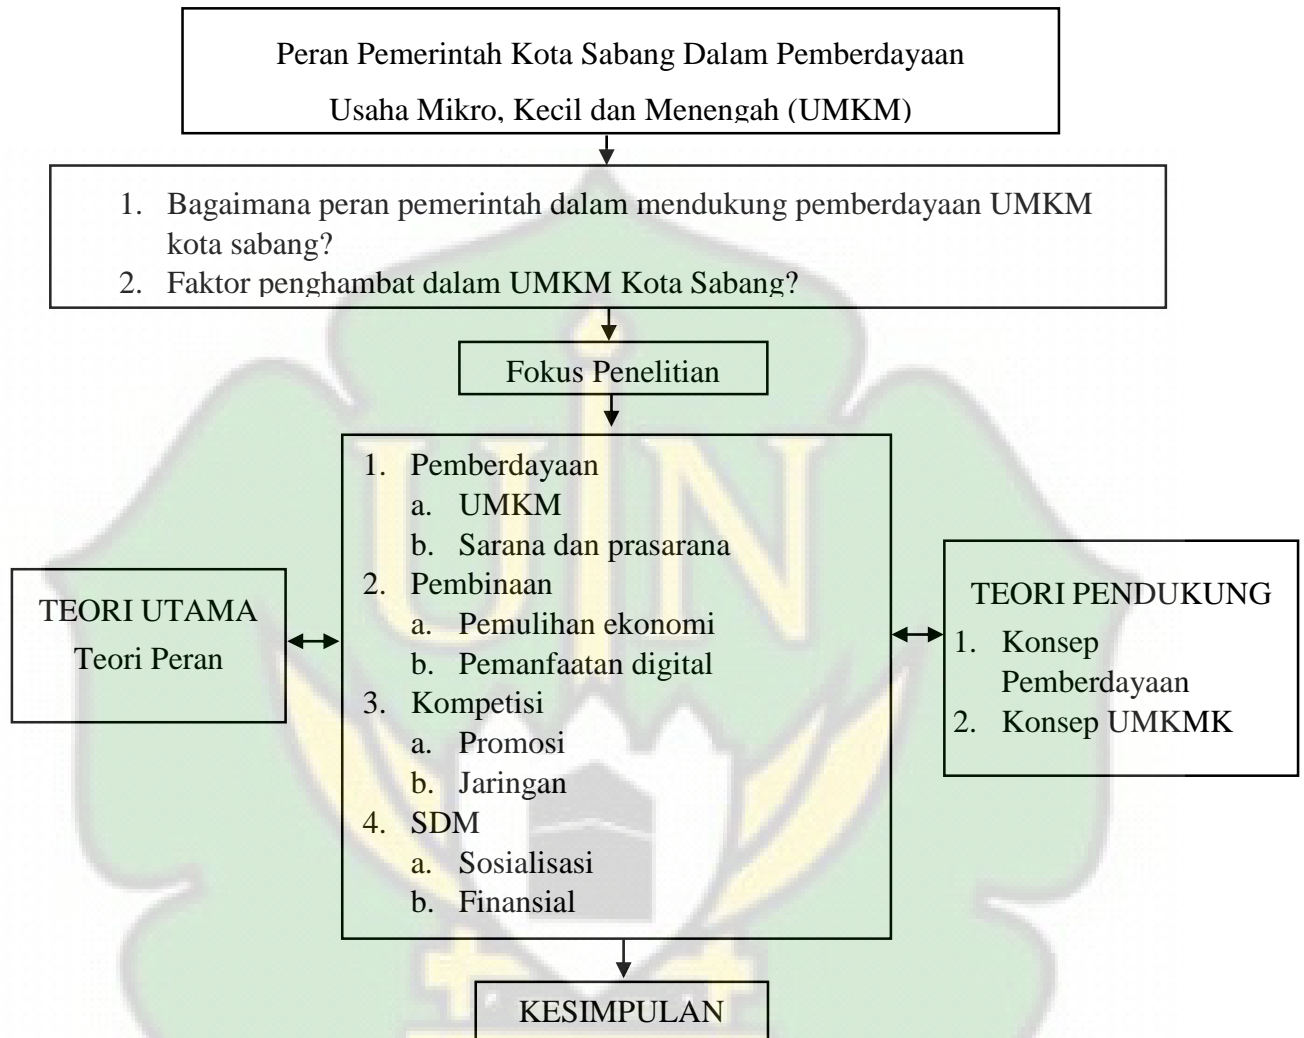 Peran Pemerintah Kota Sabang Dalam Pemberdayaan
Usaha Mikro, Kecil dan Menengah (UMKM)
1. Bagaimana peran pemerintah dalam mendukung pemberdayaan UMKM
kota sabang?
2. Faktor penghambat dalam UMKM Kota Sabang?
Fokus Penelitian
TEORI UTAMA
Teori Peran
1. Pemberdayaan
a. UMKM
b. Sarana dan prasarana
2. Pembinaan
a. Pemulihan ekonomi
b. Pemanfaatan digital
3. Kompetisi
a. Promosi
b. Jaringan
4. SDM
a. Sosialisasi
b. Finansial
TEORI PENDUKUNG
1. Konsep
Pemberdayaan
2. Konsep UMKMK
KESIMPULAN
UIN